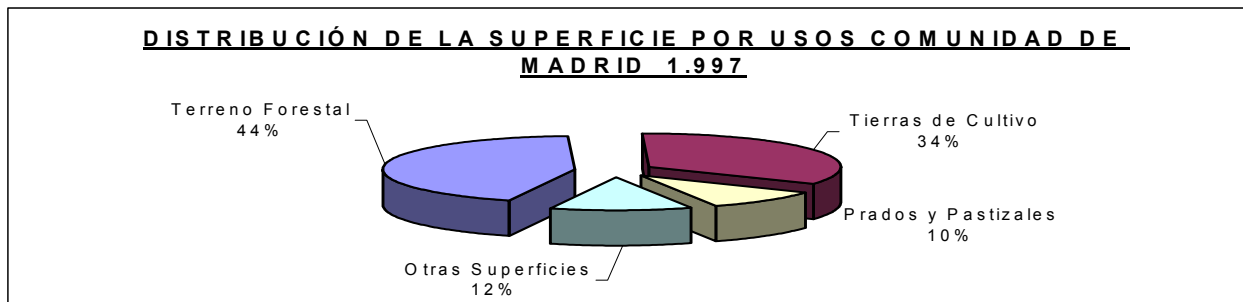 DISTRIBUCIÓN DE LA SUPERFICIE POR USOS COMUNIDAD DE
MADRID 1.997
Terreno Forestal
44%
Tierras de Cultivo
34%
Prados y Pastizales
10%
Otras Superficies
12%